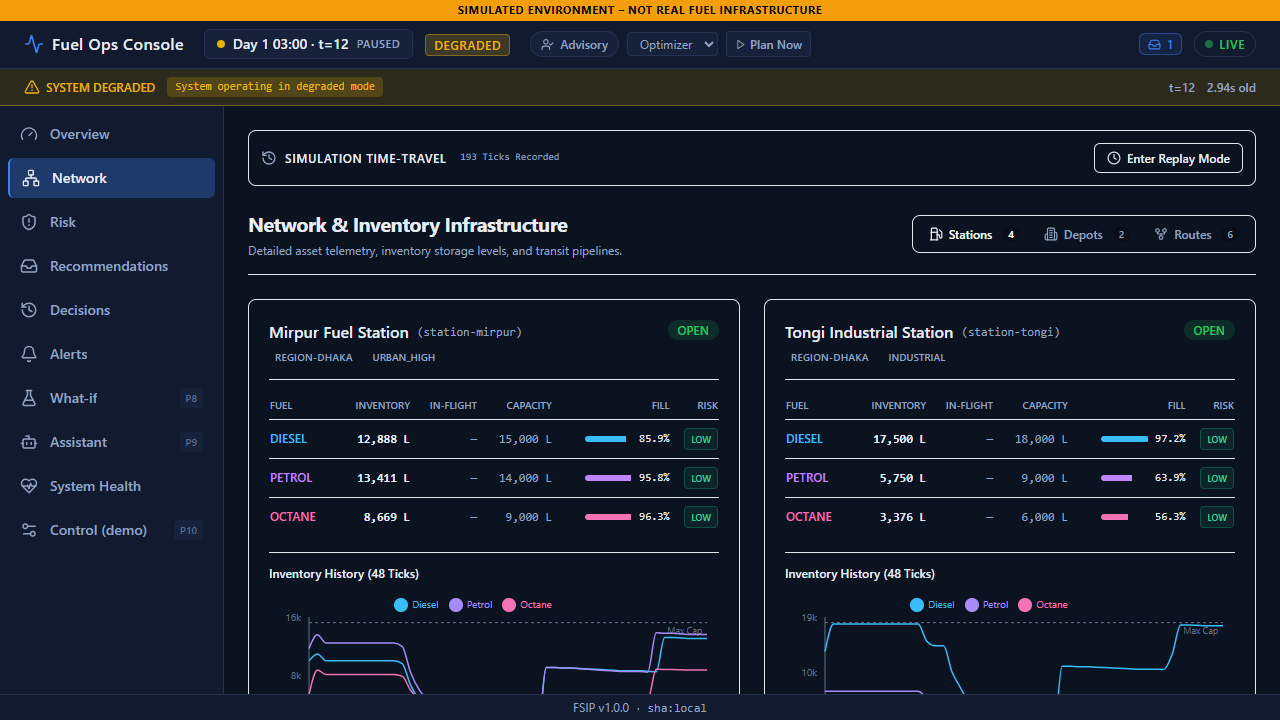 SIMULATED ENVIRONMENT – NOT REAL FUEL INFRASTRUCTURE
Fuel Ops Console
Day 1 03:00 · t=12 PAUSED
DEGRADED
Advisory
Optimizer
Plan Now
1
LIVE
SYSTEM DEGRADED
System operating in degraded mode
t=12 2.94s old
Overview
Network
Risk
Recommendations
Decisions
Alerts
What-if P8
Assistant P9
System Health
Control (demo) P10
SIMULATION TIME-TRAVEL 193 Ticks Recorded
Enter Replay Mode
Network & Inventory Infrastructure
Detailed asset telemetry, inventory storage levels, and transit pipelines.
Stations 4
Depots 2
Routes 6
Mirpur Fuel Station (station-mirpur) OPEN
REGION-DHAKA URBAN_HIGH
FUEL INVENTORY IN-FLIGHT CAPACITY FILL RISK
DIESEL 12,888 L — 15,000 L 85.9% LOW
PETROL 13,411 L — 14,000 L 95.8% LOW
OCTANE 8,669 L — 9,000 L 96.3% LOW
Inventory History (48 Ticks)
Diesel Petrol Octane
16k
Max Cap
8k
Tongi Industrial Station (station-tongi) OPEN
REGION-DHAKA INDUSTRIAL
FUEL INVENTORY IN-FLIGHT CAPACITY FILL RISK
DIESEL 17,500 L — 18,000 L 97.2% LOW
PETROL 5,750 L — 9,000 L 63.9% LOW
OCTANE 3,376 L — 6,000 L 56.3% LOW
Inventory History (48 Ticks)
Diesel Petrol Octane
19k
Max Cap
10k
FSIP v1.0.0 · sha:local